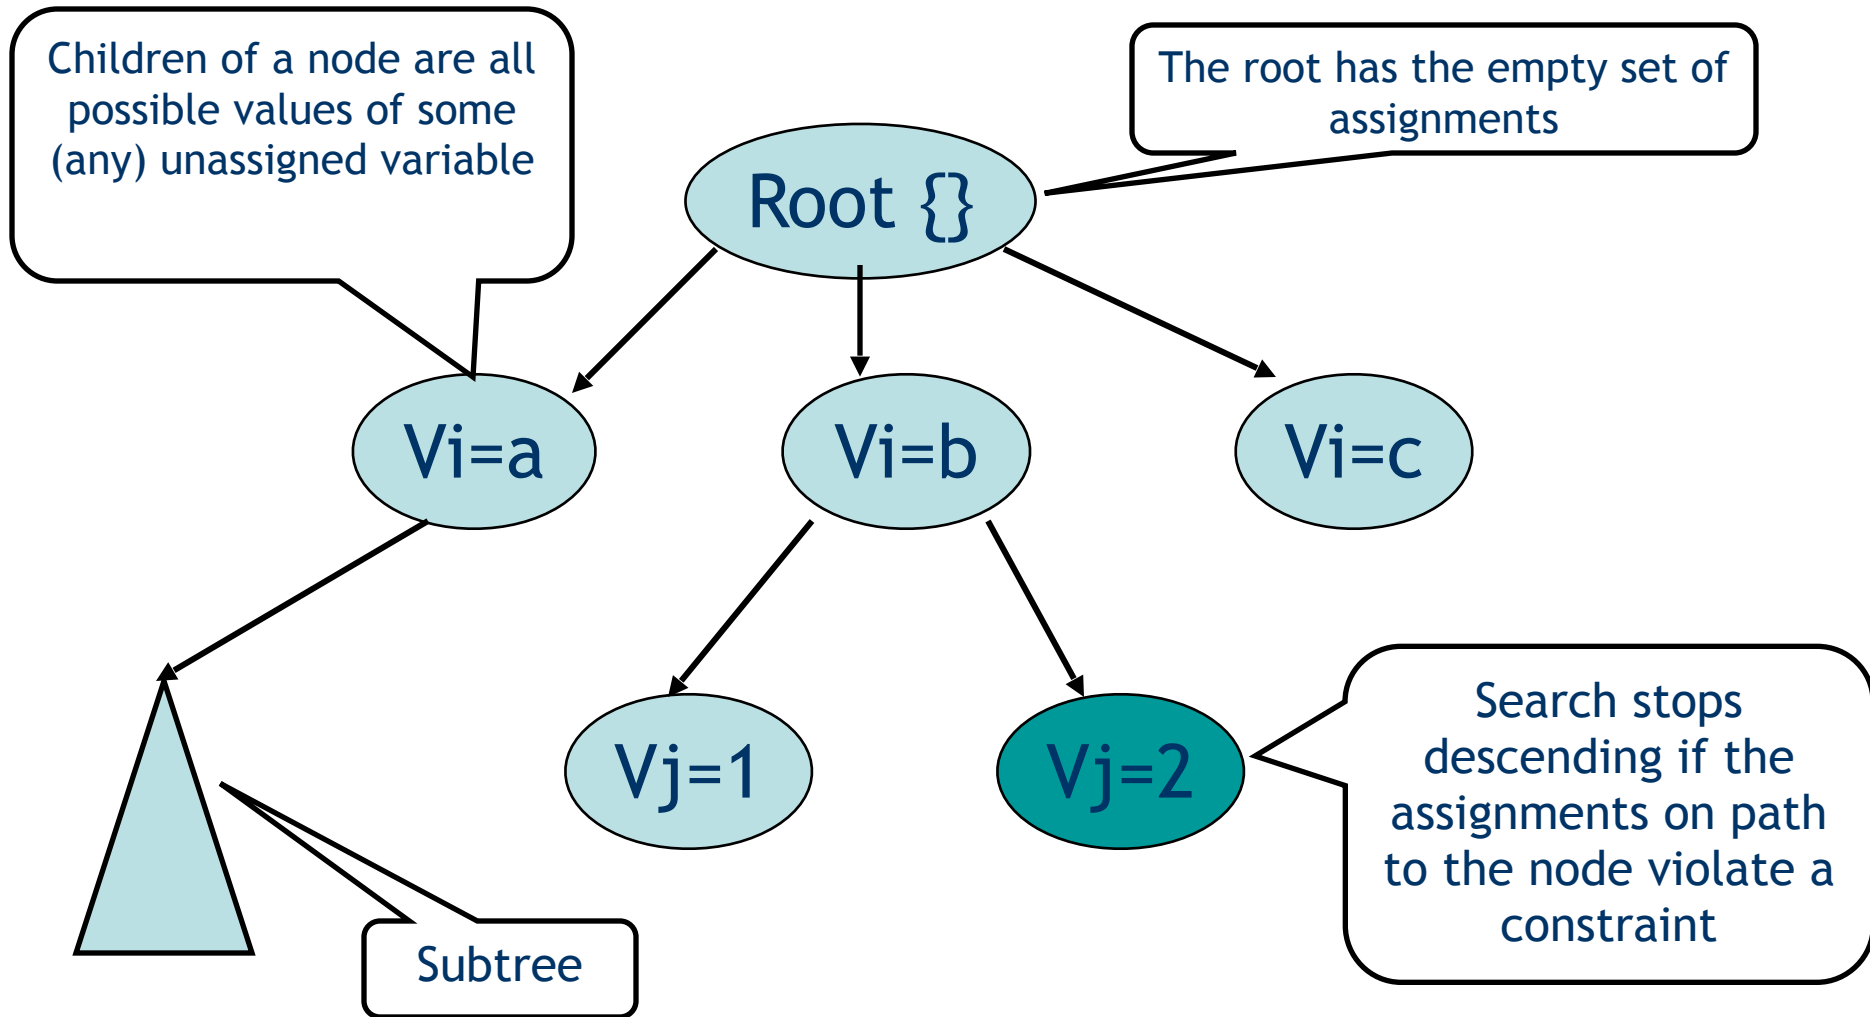 Children of a node are all
possible values of some
(any) unassigned variable
The root has the empty set of
assignments
Root {}
Vi=a
Vi=b
Vi=c
Vj=1
Vj=2
Search stops
descending if the
assignments on path
to the node violate a
constraint
Subtree